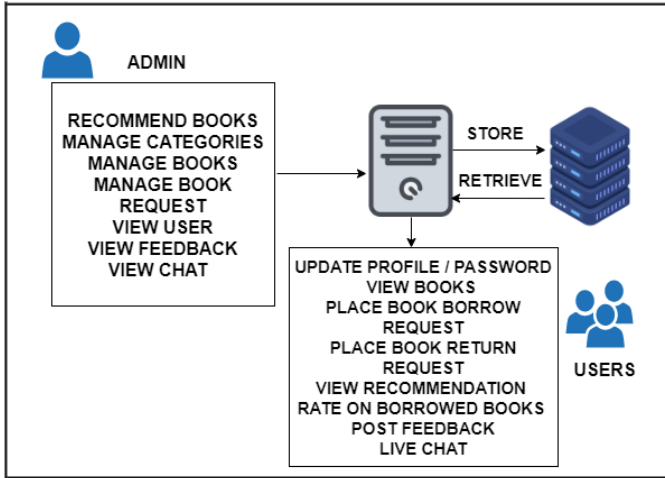 ADMIN
RECOMMEND BOOKS
MANAGE CATEGORIES
MANAGE BOOKS
MANAGE BOOK
REQUEST
VIEW USER
VIEW FEEDBACK
VIEW CHAT
STORE
RETRIEVE
UPDATE PROFILE / PASSWORD
VIEW BOOKS
PLACE BOOK BORROW
REQUEST
PLACE BOOK RETURN
REQUEST
VIEW RECOMMENDATION
RATE ON BORROWED BOOKS
POST FEEDBACK
LIVE CHAT
USERS